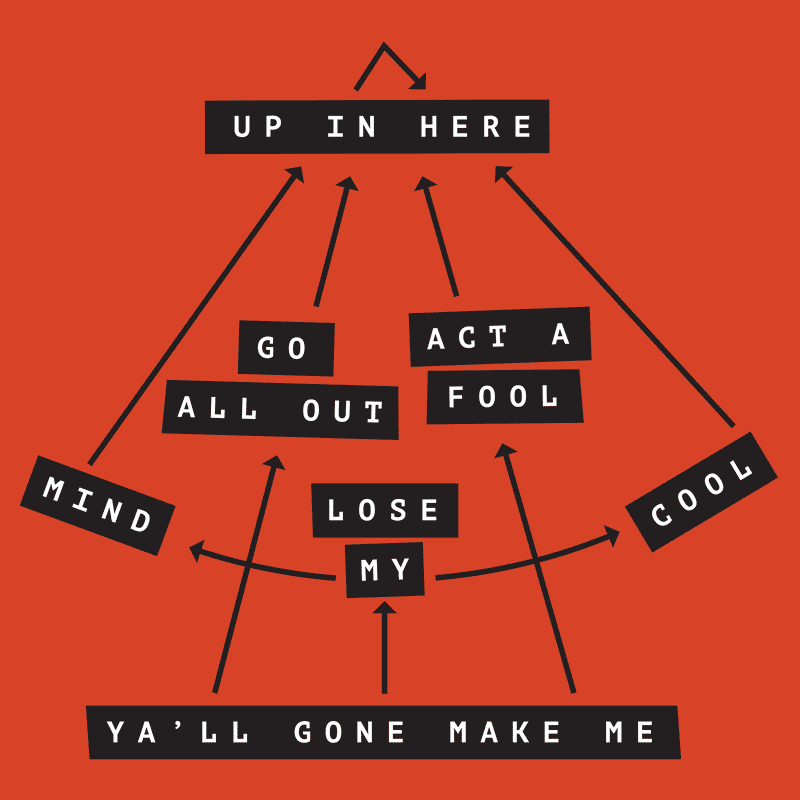 UP IN HERE
GO
ALL OUT
ACT A
FOOL
MIND
LOSE
MY
COOL
YA'LL GONE MAKE ME